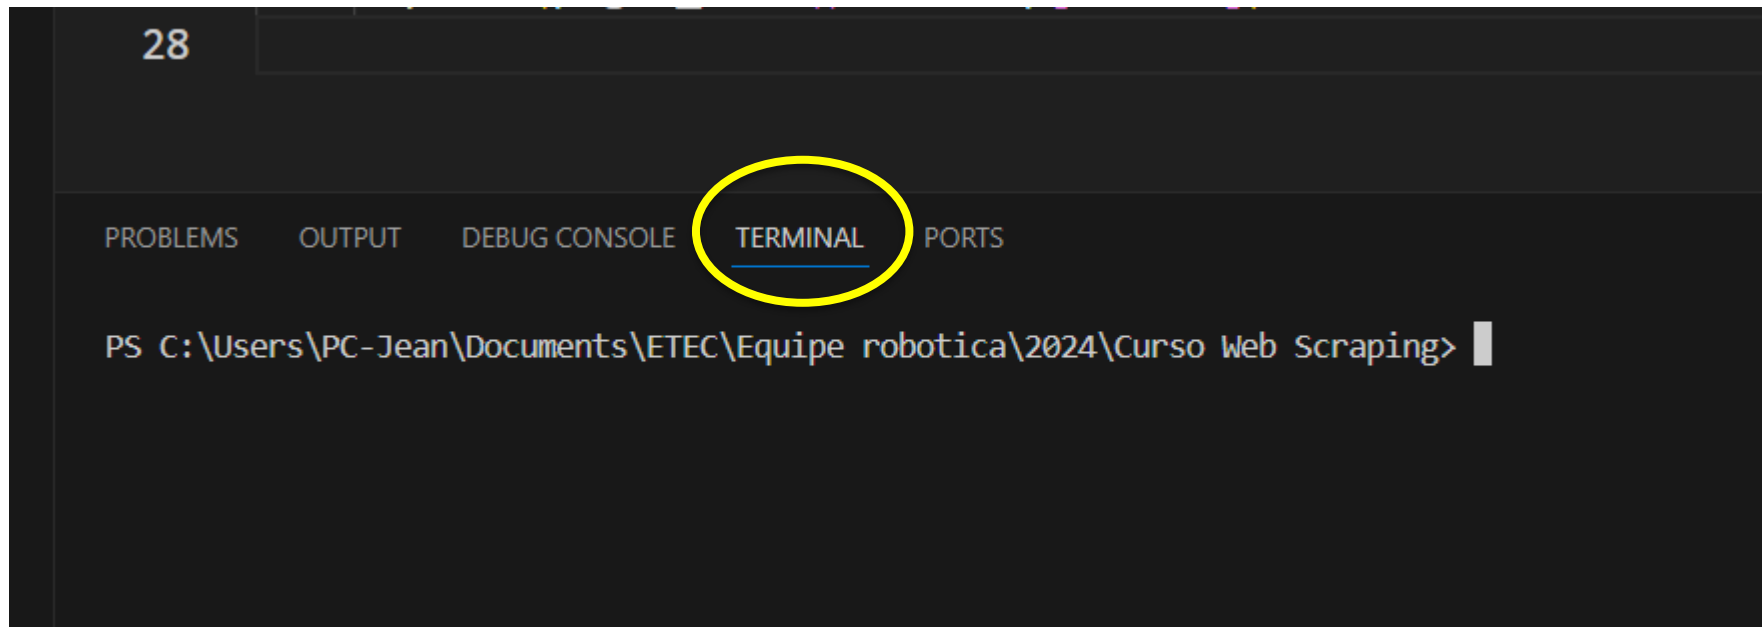 28
PROBLEMS OUTPUT DEBUG CONSOLE TERMINAL PORTS
PS C:\Users\PC-Jean\Documents\ETEC\Equipe robotica\2024\Curso Web Scraping>